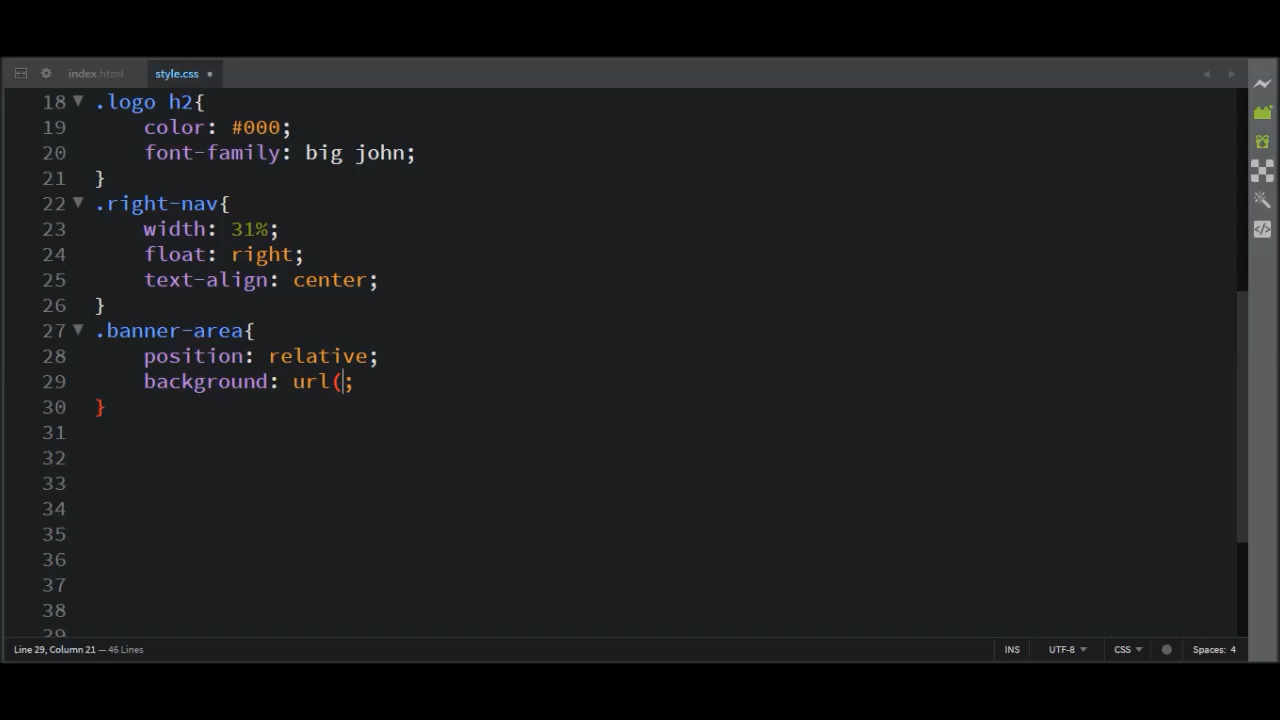 index.html style.css
18 .logo h2{
19 color: #000;
20 font-family: big john;
21 }
22 .right-nav{
23 width: 31%;
24 float: right;
25 text-align: center;
26 }
27 .banner-area{
28 position: relative;
29 background: url(;
30 }
31
32
33
34
35
36
37
38
39
Line 29, Column 21 — 46 Lines INS UTF-8 CSS Spaces: 4